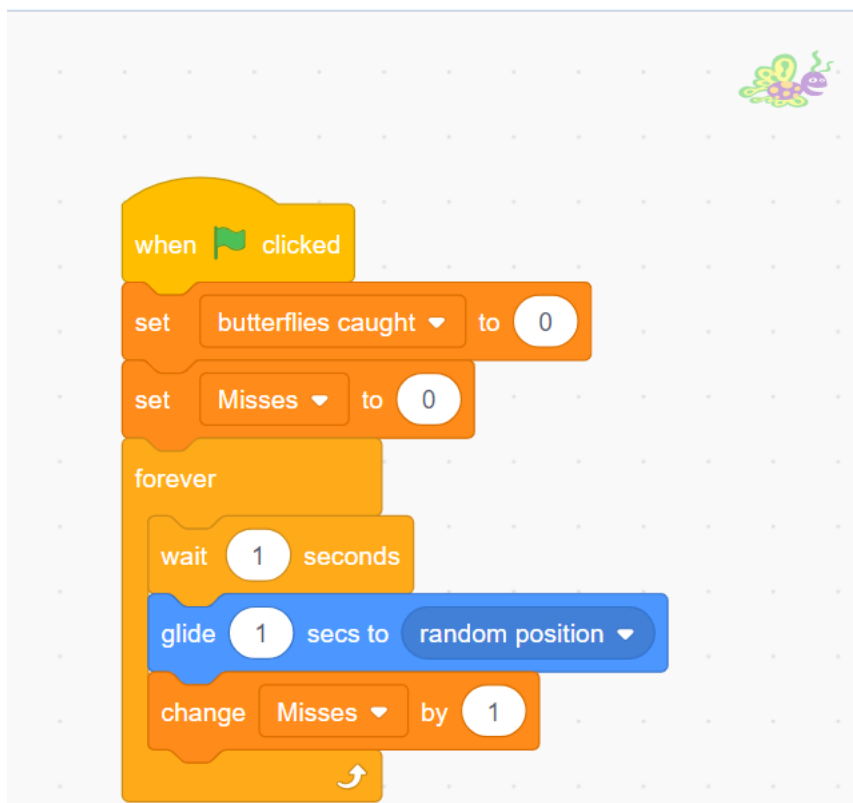 when clicked
set butterflies caught to 0
set Misses to 0
forever
wait 1 seconds
glide 1 secs to random position
change Misses by 1